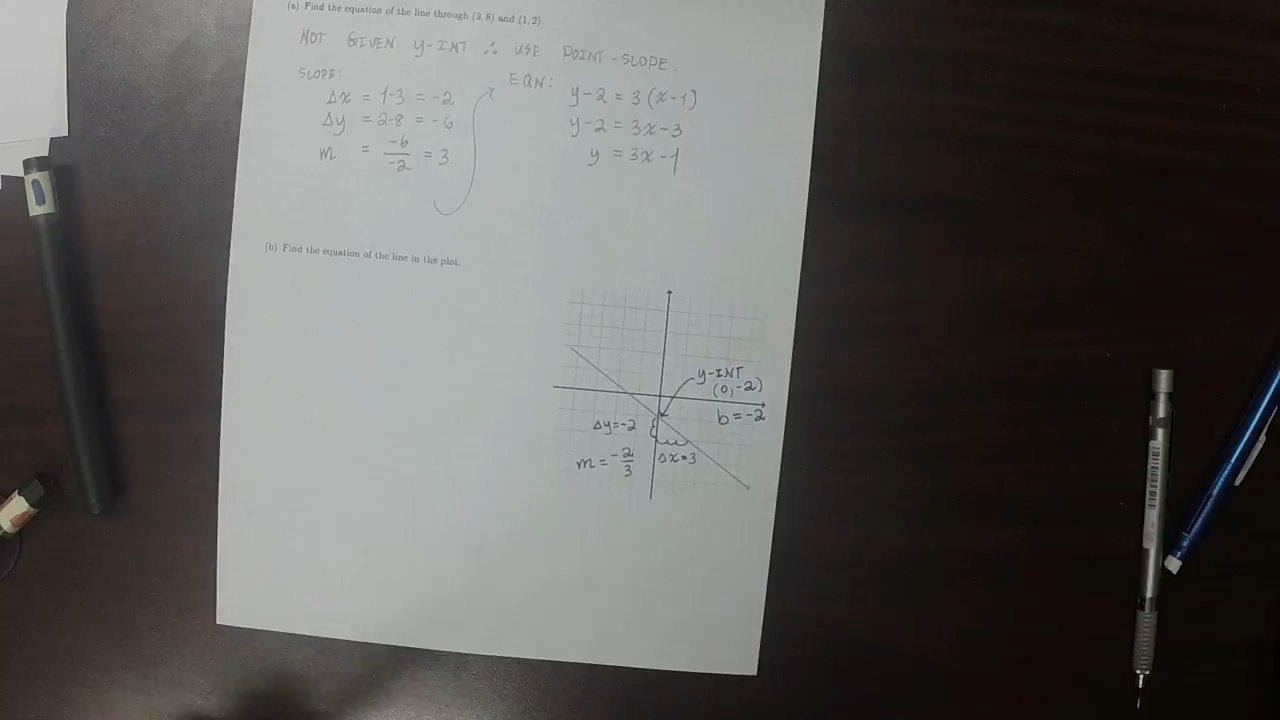 (a) Find the equation of the line through (3, 8) and (1, 2).
NOT GIVEN y-INT ∴ USE POINT-SLOPE.
SLOPE:
Δx = 1-3 = -2
Δy = 2-8 = -6
m = -6/-2 = 3
EQN:
y-2 = 3(x-1)
y-2 = 3x-3
y = 3x-1
(b) Find the equation of the line in the plot.
y-INT
(0,-2)
b=-2
Δy=-2
Δx=3
m=-2/3